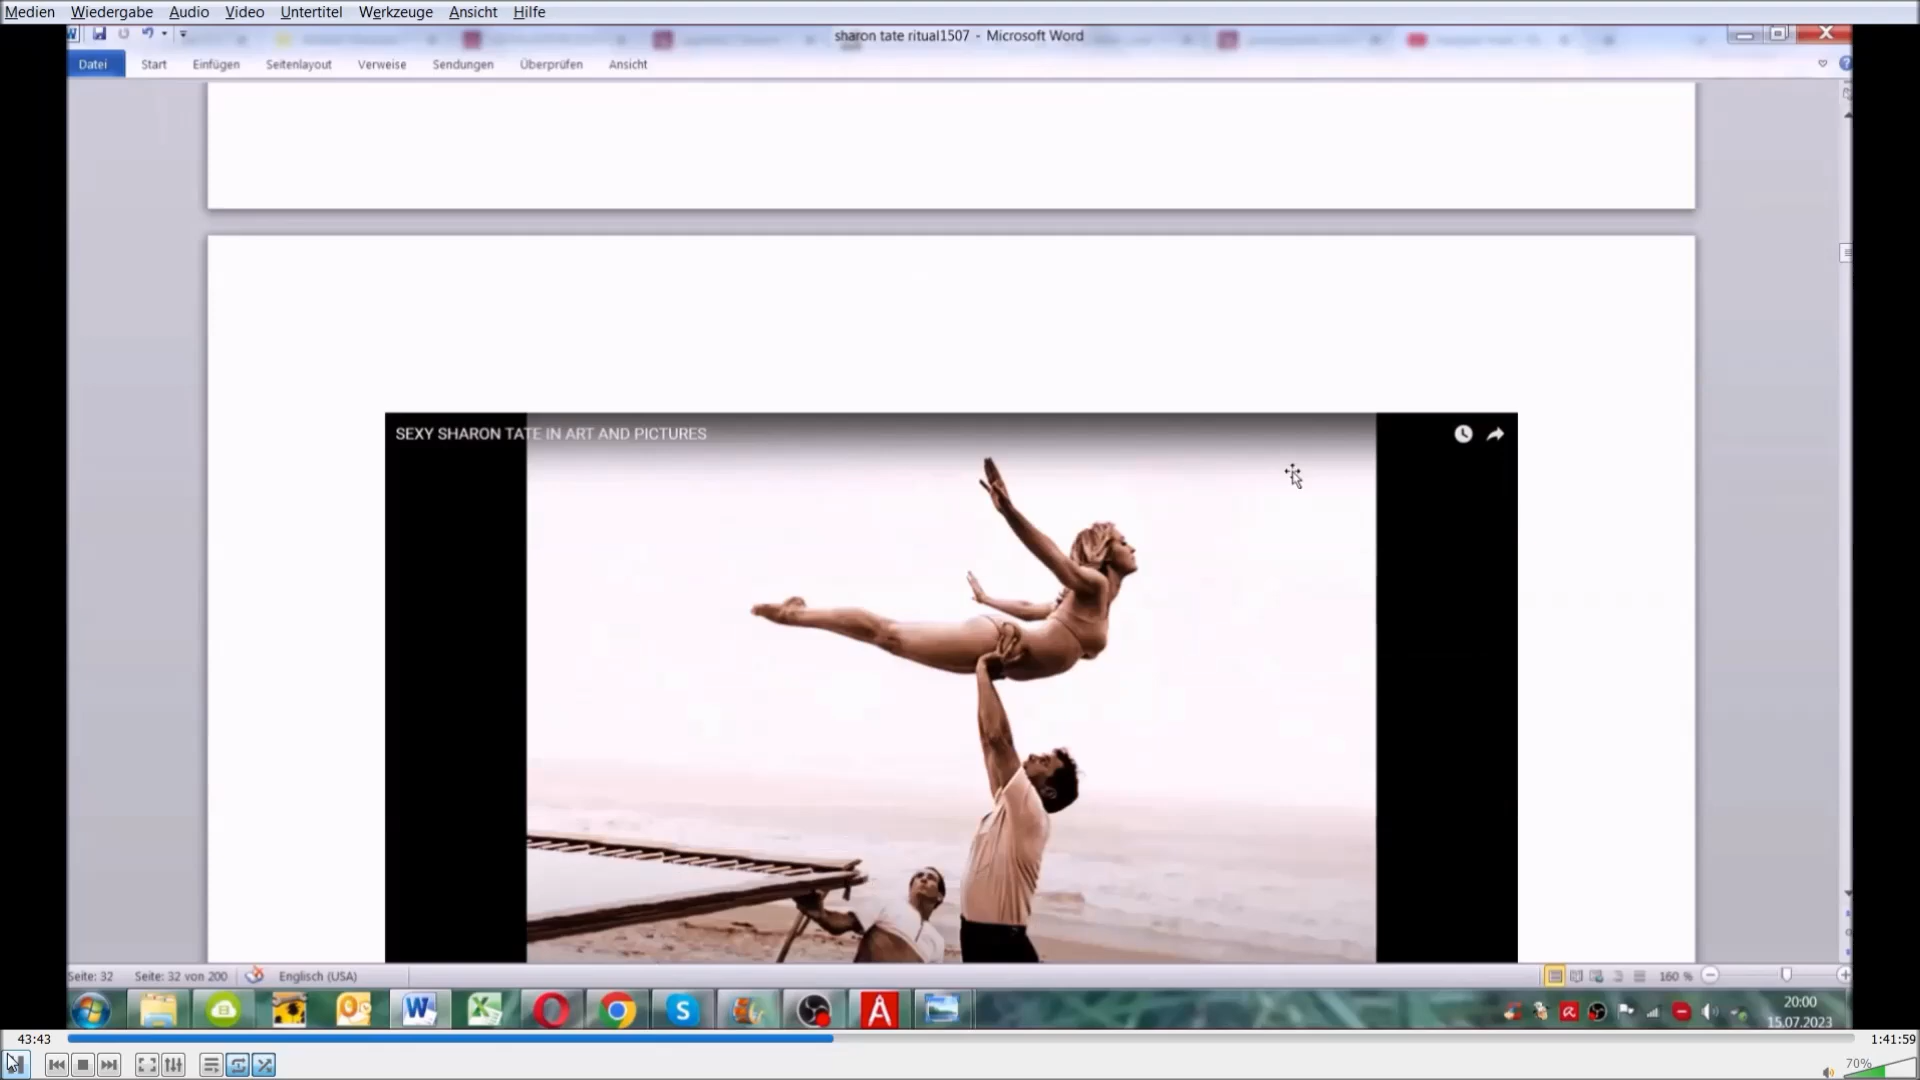 Medien Wiedergabe Audio Video Untertitel Werkzeuge Ansicht Hilfe
sharon tate ritual1507 - Microsoft Word
Datei Start Einfügen Seitenlayout Verweise Sendungen Überprüfen Ansicht
SEXY SHARON TATE IN ART AND PICTURES
Seite: 32 Seite: 32 von 200 Englisch (USA) 160 %
20:00
15.07.2023
43:43 1:41:59
70%